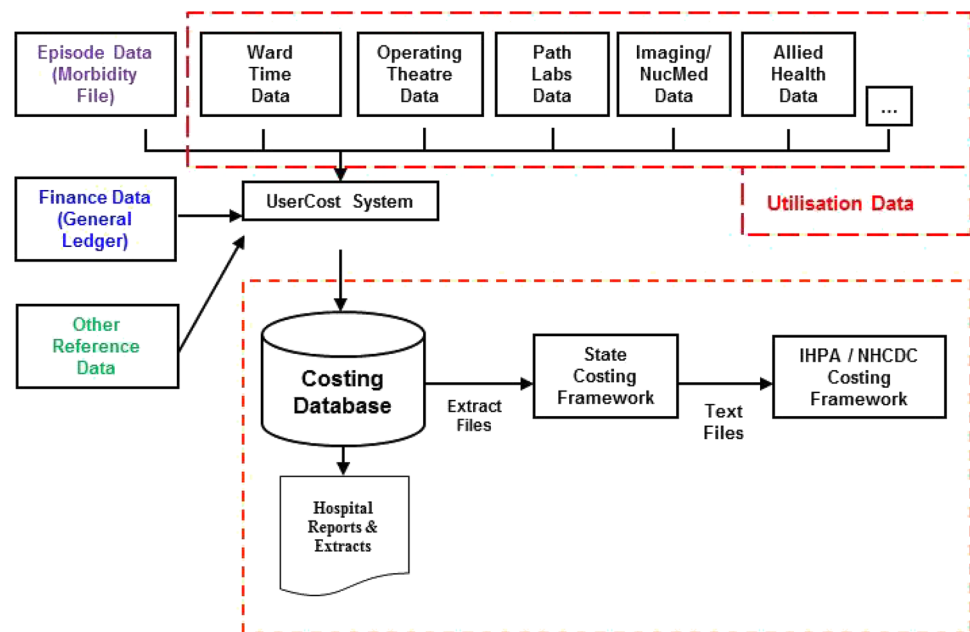 Episode Data
(Morbidity
File)
Ward
Time
Data
Operating
Theatre
Data
Path
Labs
Data
Imaging/
NucMed
Data
Allied
Health
Data
...
Finance Data
(General
Ledger)
UserCost System
Utilisation Data
Other
Reference
Data
Costing
Database
Extract
Files
State
Costing
Framework
Text
Files
IHPA / NHCDC
Costing
Framework
Hospital
Reports &
Extracts